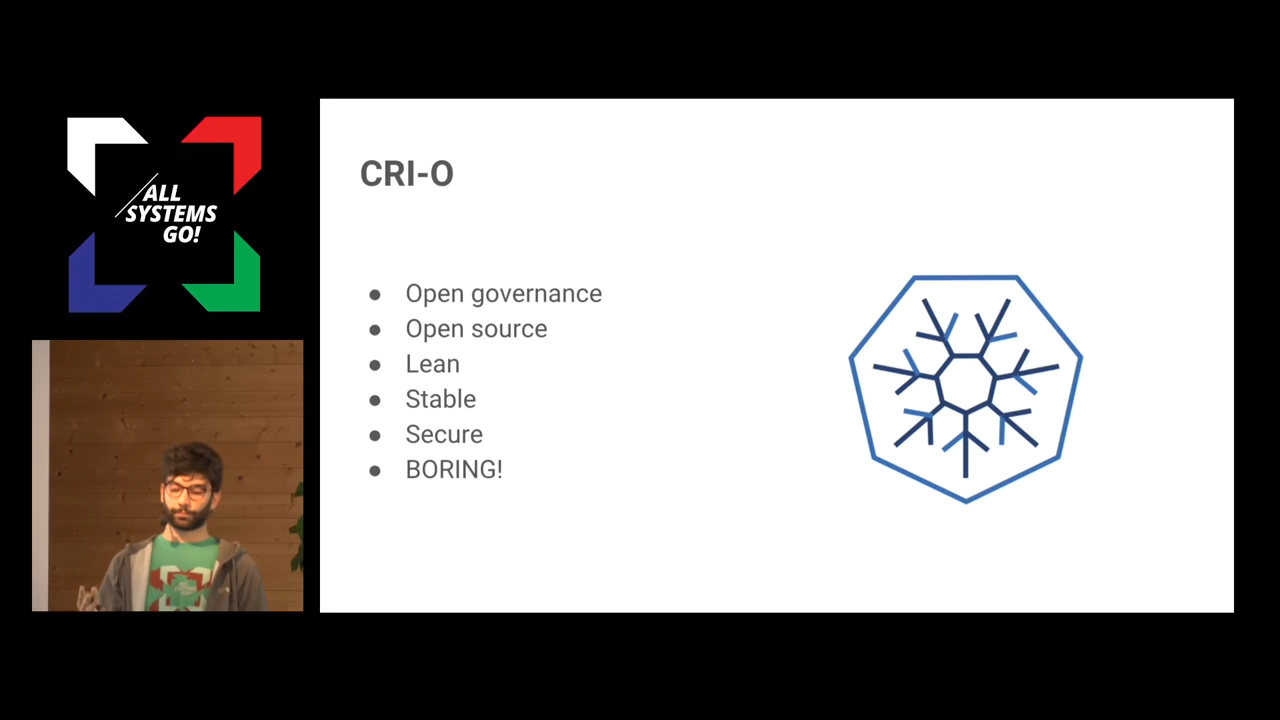 ALL
SYSTEMS
GO!
CRI-O
Open governance
Open source
Lean
Stable
Secure
BORING!